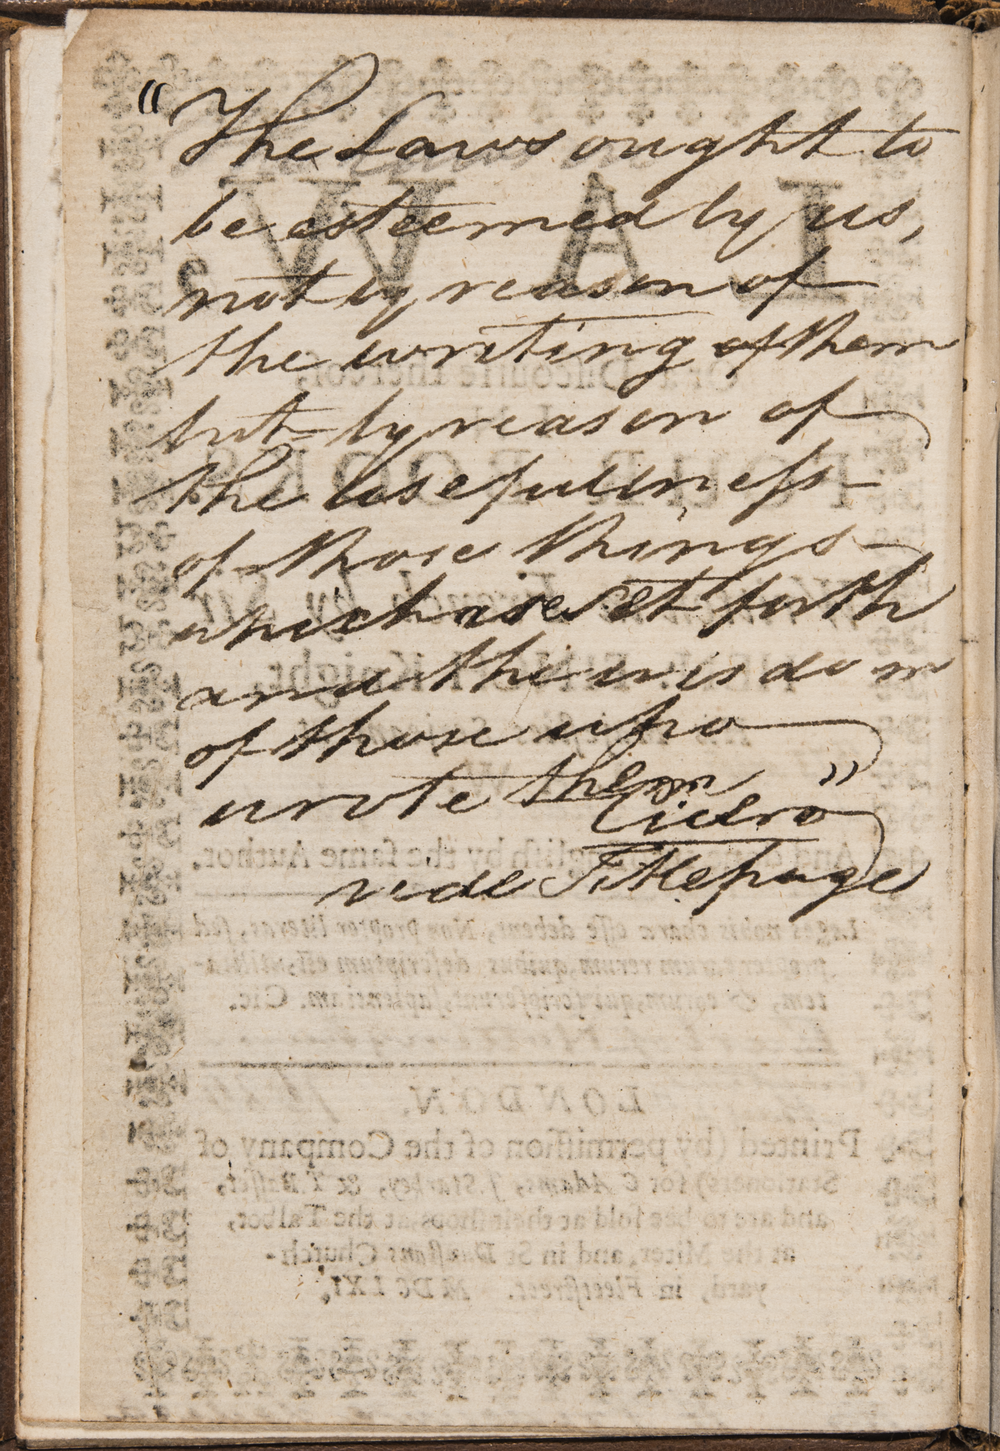 "The Laws ought to
be esteemed by us,
not by reason of
the writing of them
but by reason of
the usefullneſs
of those things
which are set forth
and the wisdom
of those who
wrote them"
Cicero
vide Titlepage